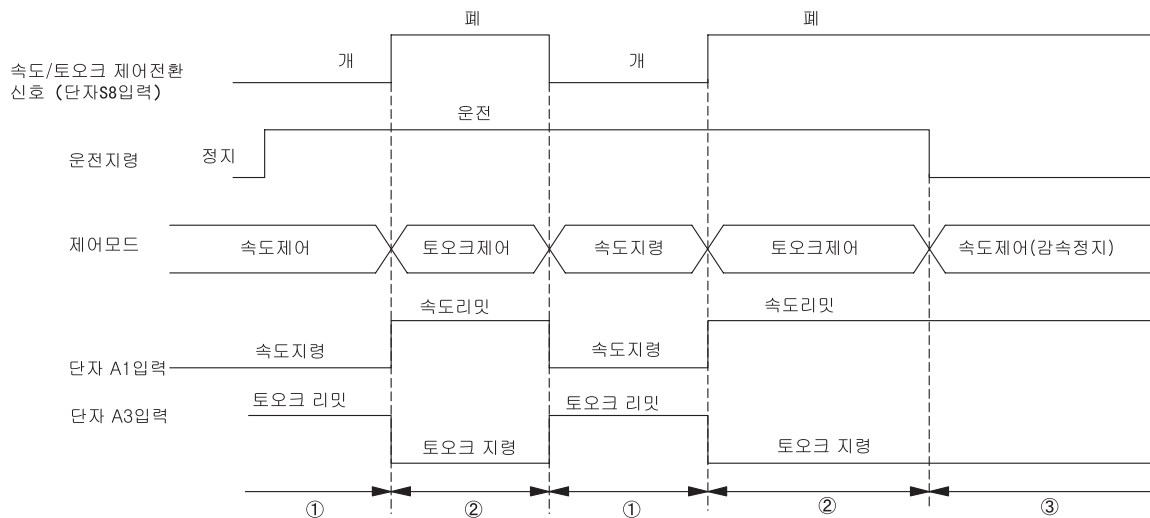 폐 폐
속도/토오크 제어전환 개 개
신호 (단자S8입력)
운전
운전지령 정지
제어모드 속도제어 토오크제어 속도지령 토오크제어 속도제어(감속정지)
속도리밋 속도리밋
속도지령 속도지령
단자 A1입력
토오크 리밋 토오크 리밋
단자 A3입력
토오크 지령 토오크 지령
① ② ① ② ③